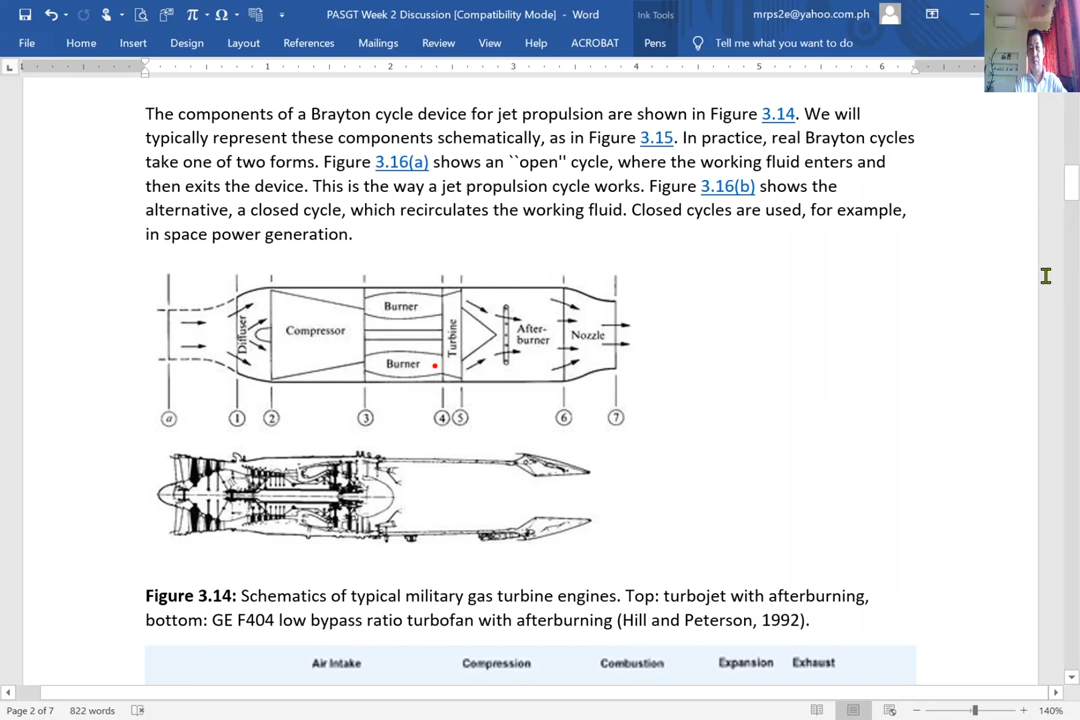 PASGT Week 2 Discussion [Compatibility Mode] - Word
Ink Tools
mrps2e@yahoo.com.ph
File Home Insert Design Layout References Mailings Review View Help ACROBAT Pens Tell me what you want to do
1 1 2 3 4 5 6
The components of a Brayton cycle device for jet propulsion are shown in Figure 3.14. We will
typically represent these components schematically, as in Figure 3.15. In practice, real Brayton cycles
take one of two forms. Figure 3.16(a) shows an ``open'' cycle, where the working fluid enters and
then exits the device. This is the way a jet propulsion cycle works. Figure 3.16(b) shows the
alternative, a closed cycle, which recirculates the working fluid. Closed cycles are used, for example,
in space power generation.
Diffuser
Compressor
Burner
Burner
Turbine
After-
burner
Nozzle
a 1 2 3 4 5 6 7
Figure 3.14: Schematics of typical military gas turbine engines. Top: turbojet with afterburning,
bottom: GE F404 low bypass ratio turbofan with afterburning (Hill and Peterson, 1992).
Air Intake Compression Combustion Expansion Exhaust
Page 2 of 7 822 words 140%